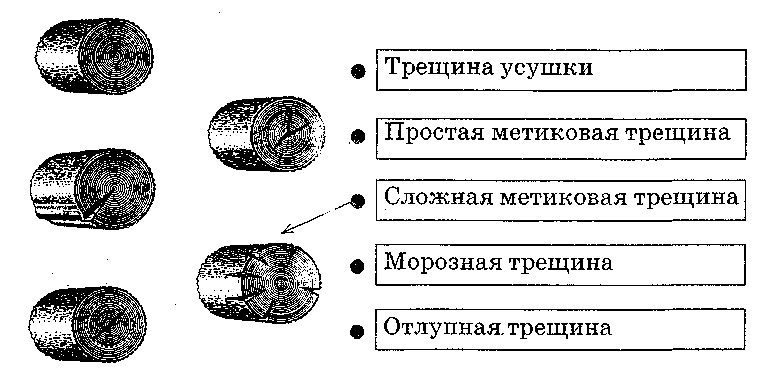 Трещина усушки
Простая метиковая трещина
Сложная метиковая трещина
Морозная трещина
Отлупная трещина